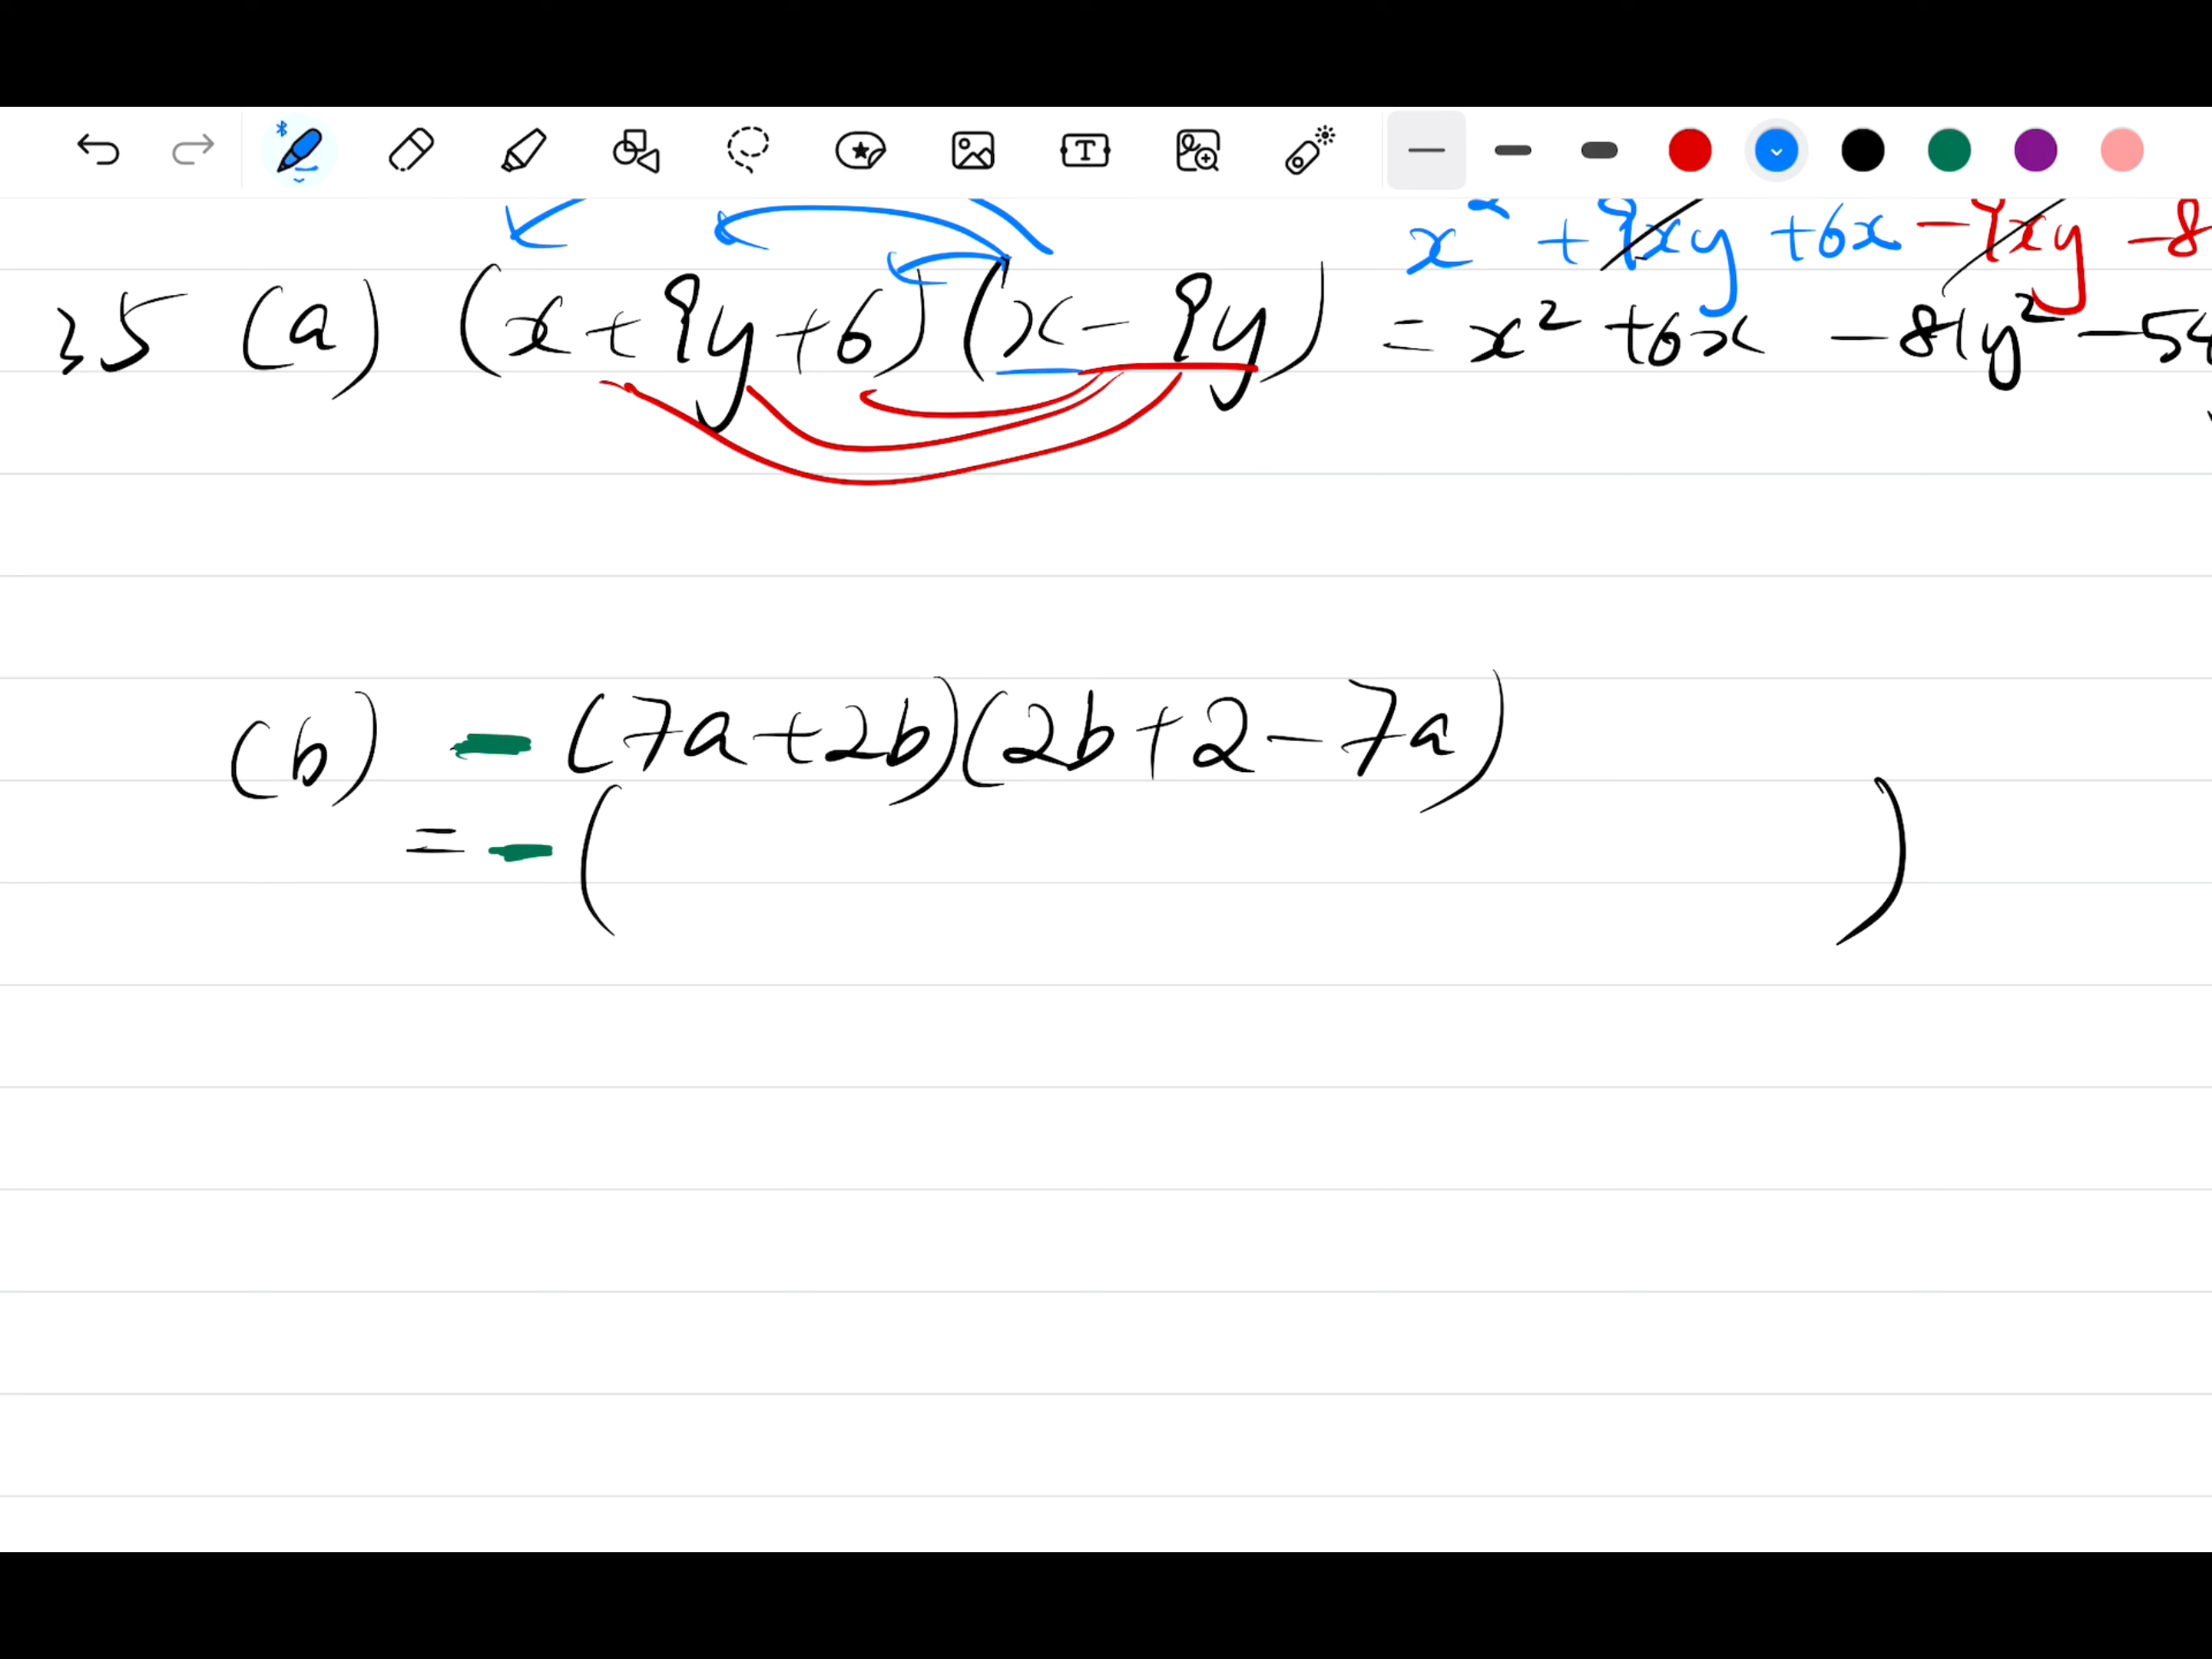 x² + 9xy + 6x - 9xy - 8
35 (a) (x + 9y + 6)(x - 9y) = x² + 6x - 81y² - 54
(b) - (7a + 2b)(2b + 2 - 7a)
= - ( )